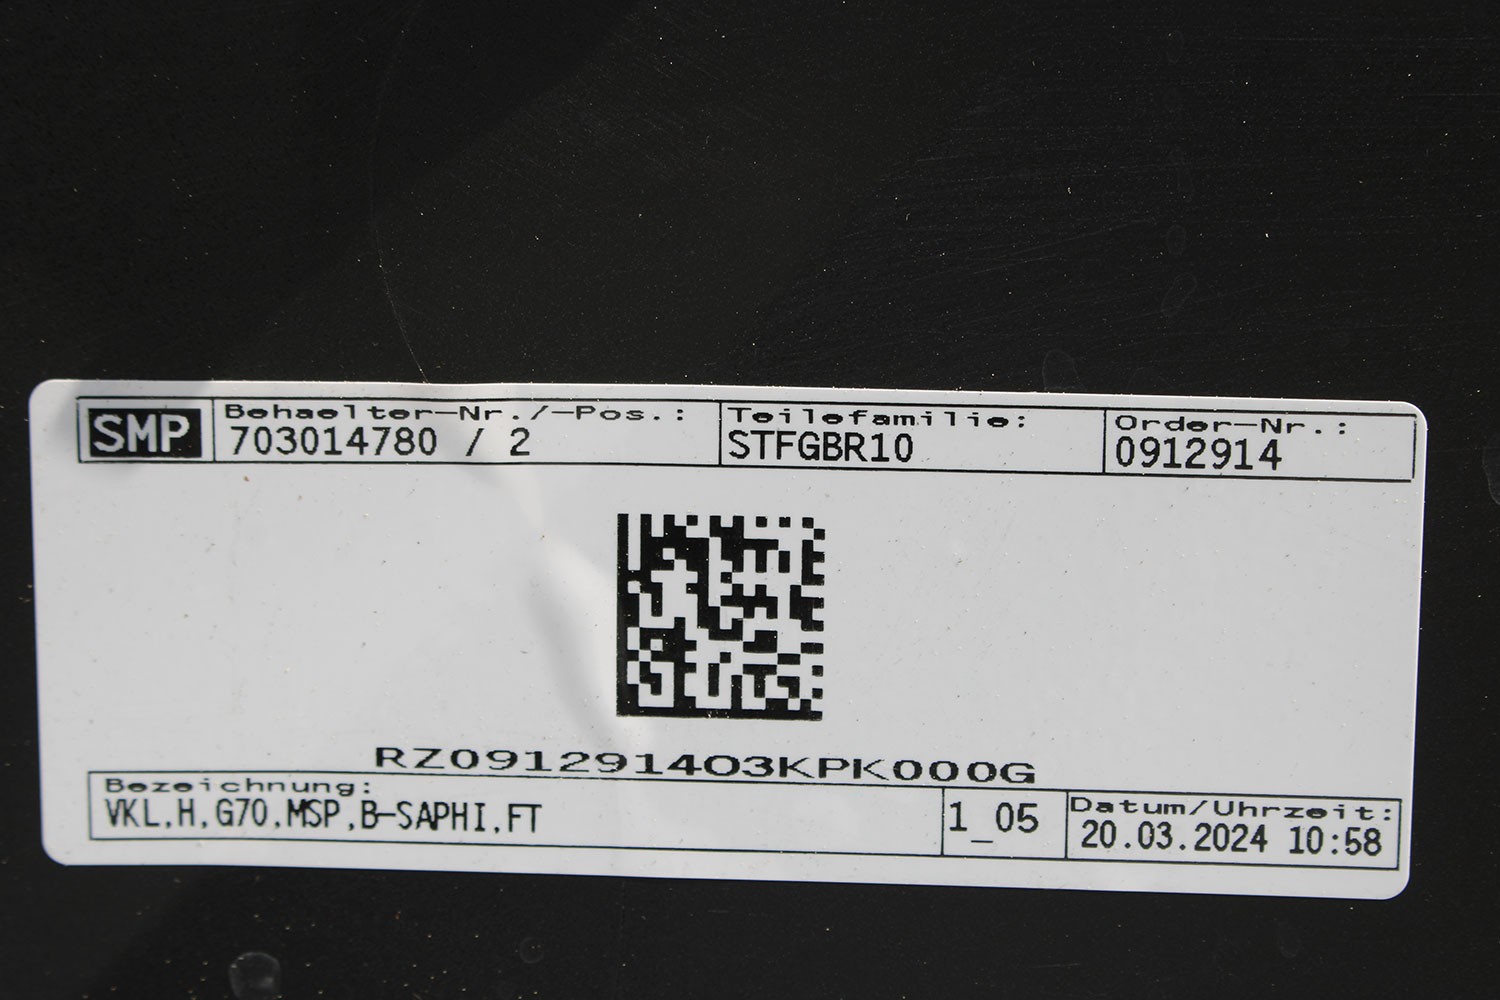 SMP
Behaelter-Nr./-Pos.:
703014780 / 2
Teilefamilie:
STFGBR10
Order-Nr.:
0912914
RZ091291403KPK000G
Bezeichnung:
VKL,H,G70,MSP,B-SAPHI,FT
1_05
Datum/Uhrzeit:
20.03.2024 10:58